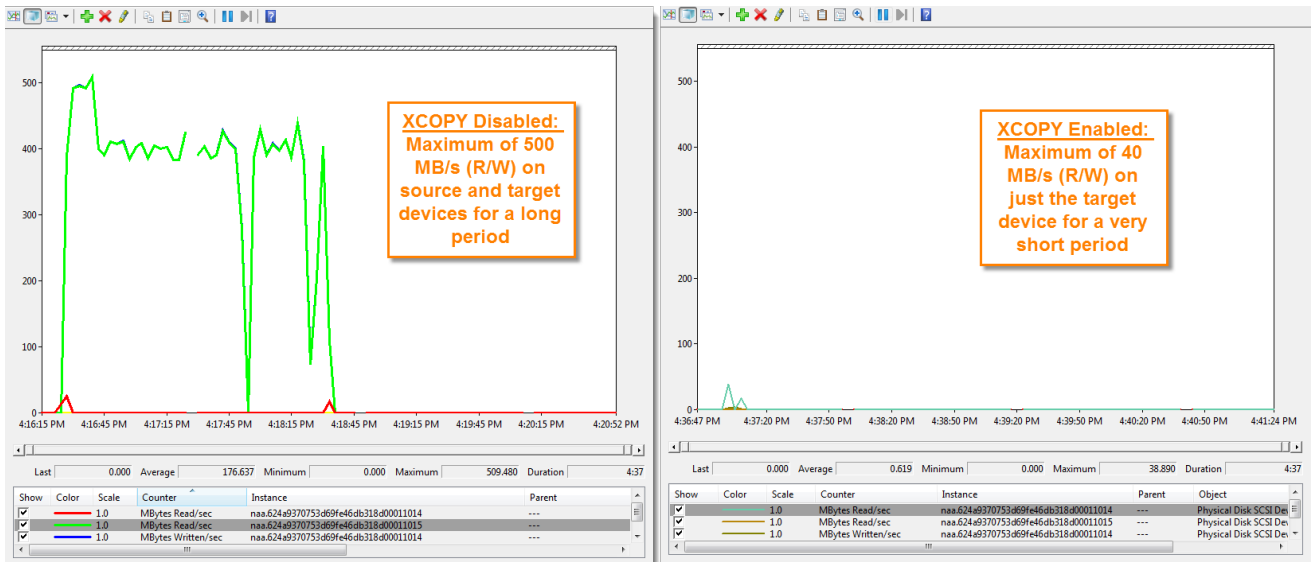 500
400
300
200
100
0
XCOPY Disabled:
Maximum of 500
MB/s (R/W) on
source and target
devices for a long
period
4:16:15 PM 4:16:45 PM 4:17:15 PM 4:17:45 PM 4:18:15 PM 4:18:45 PM 4:19:15 PM 4:19:45 PM 4:20:15 PM 4:20:52 PM
Last 0.000 Average 176.637 Minimum 0.000 Maximum 509.480 Duration 4:37
Show Color Scale Counter Instance Parent
1.0 MBytes Read/sec naa.624a9370753d69fe46db318d00011014 ---
1.0 MBytes Read/sec naa.624a9370753d69fe46db318d00011015 ---
1.0 MBytes Written/sec naa.624a9370753d69fe46db318d00011014 ---
500
400
300
200
100
0
XCOPY Enabled:
Maximum of 40
MB/s (R/W) on
just the target
device for a very
short period
4:36:47 PM 4:37:20 PM 4:37:50 PM 4:38:20 PM 4:38:50 PM 4:39:20 PM 4:39:50 PM 4:40:20 PM 4:40:50 PM 4:41:24 PM
Last 0.000 Average 0.619 Minimum 0.000 Maximum 38.890 Duration 4:37
Show Color Scale Counter Instance Parent Object
1.0 MBytes Read/sec naa.624a9370753d69fe46db318d00011014 --- Physical Disk SCSI Dev
1.0 MBytes Read/sec naa.624a9370753d69fe46db318d00011015 --- Physical Disk SCSI Dev
1.0 MBytes Written/sec naa.624a9370753d69fe46db318d00011014 --- Physical Disk SCSI Dev